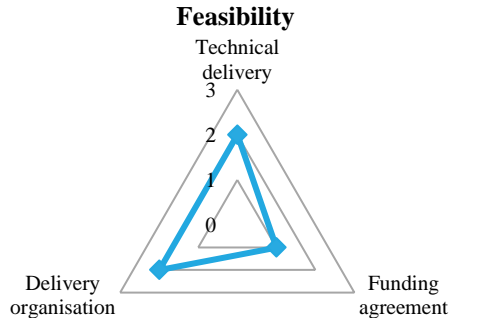 Feasibility
Technical
delivery
3
2
1
0
Delivery
organisation
Funding
agreement